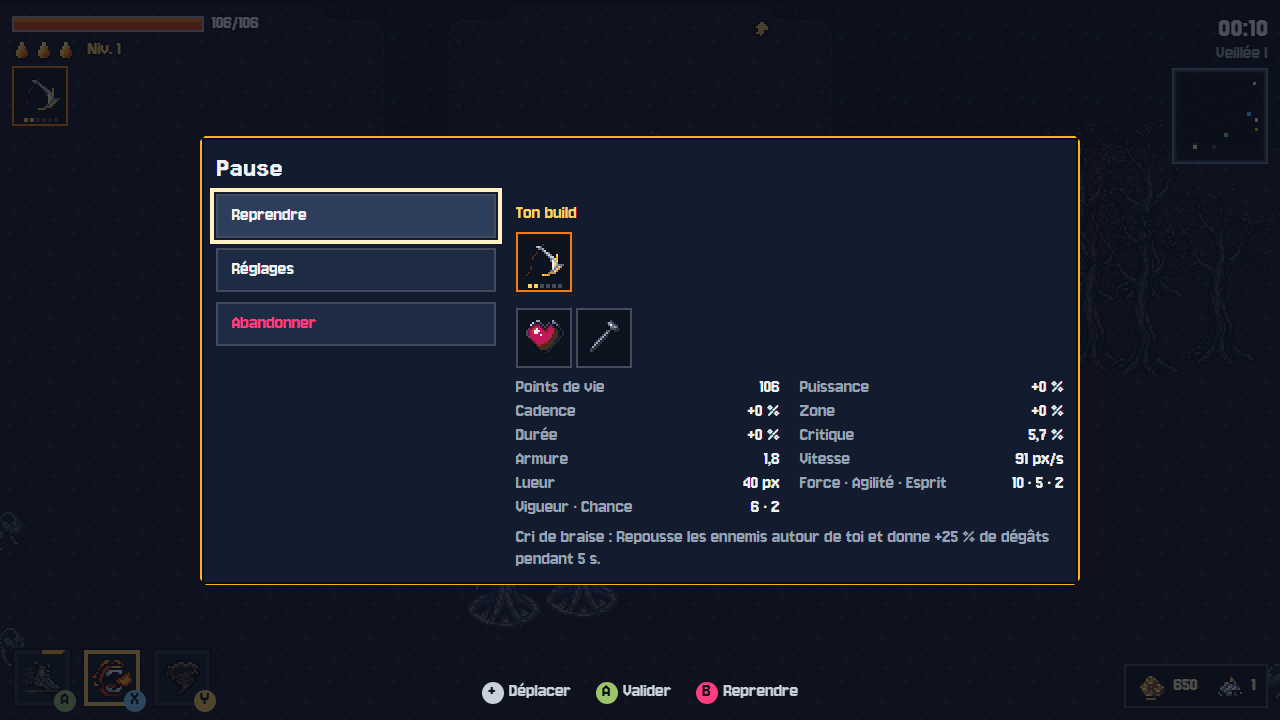 106/106
00:10
Niv. 1
Veillée I
Pause
Reprendre
Réglages
Abandonner
Ton build
Points de vie 106 Puissance +0 %
Cadence +0 % Zone +0 %
Durée +0 % Critique 5,7 %
Armure 1,8 Vitesse 91 px/s
Lueur 40 px Force · Agilité · Esprit 10 · 5 · 2
Vigueur · Chance 6 · 2
Cri de braise : Repousse les ennemis autour de toi et donne +25 % de dégâts
pendant 5 s.
A X Y
+ Déplacer A Valider B Reprendre
650 1